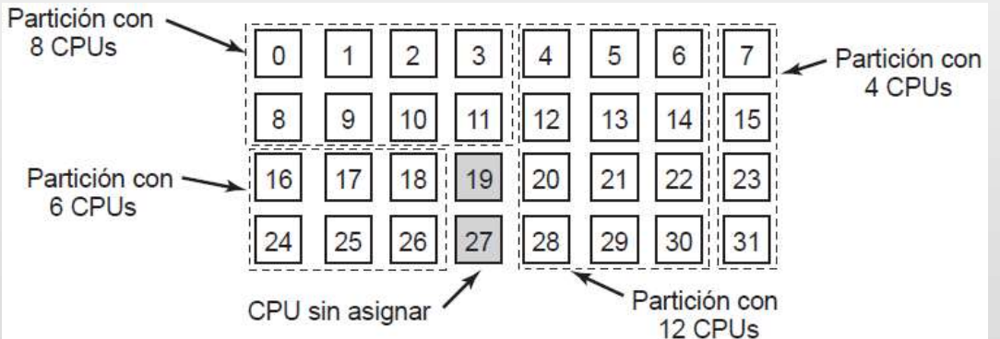 Partición con
8 CPUs
0 1 2 3 4 5 6 7
Partición con
4 CPUs
8 9 10 11 12 13 14 15
Partición con
6 CPUs
16 17 18 19 20 21 22 23
24 25 26 27 28 29 30 31
CPU sin asignar
Partición con
12 CPUs